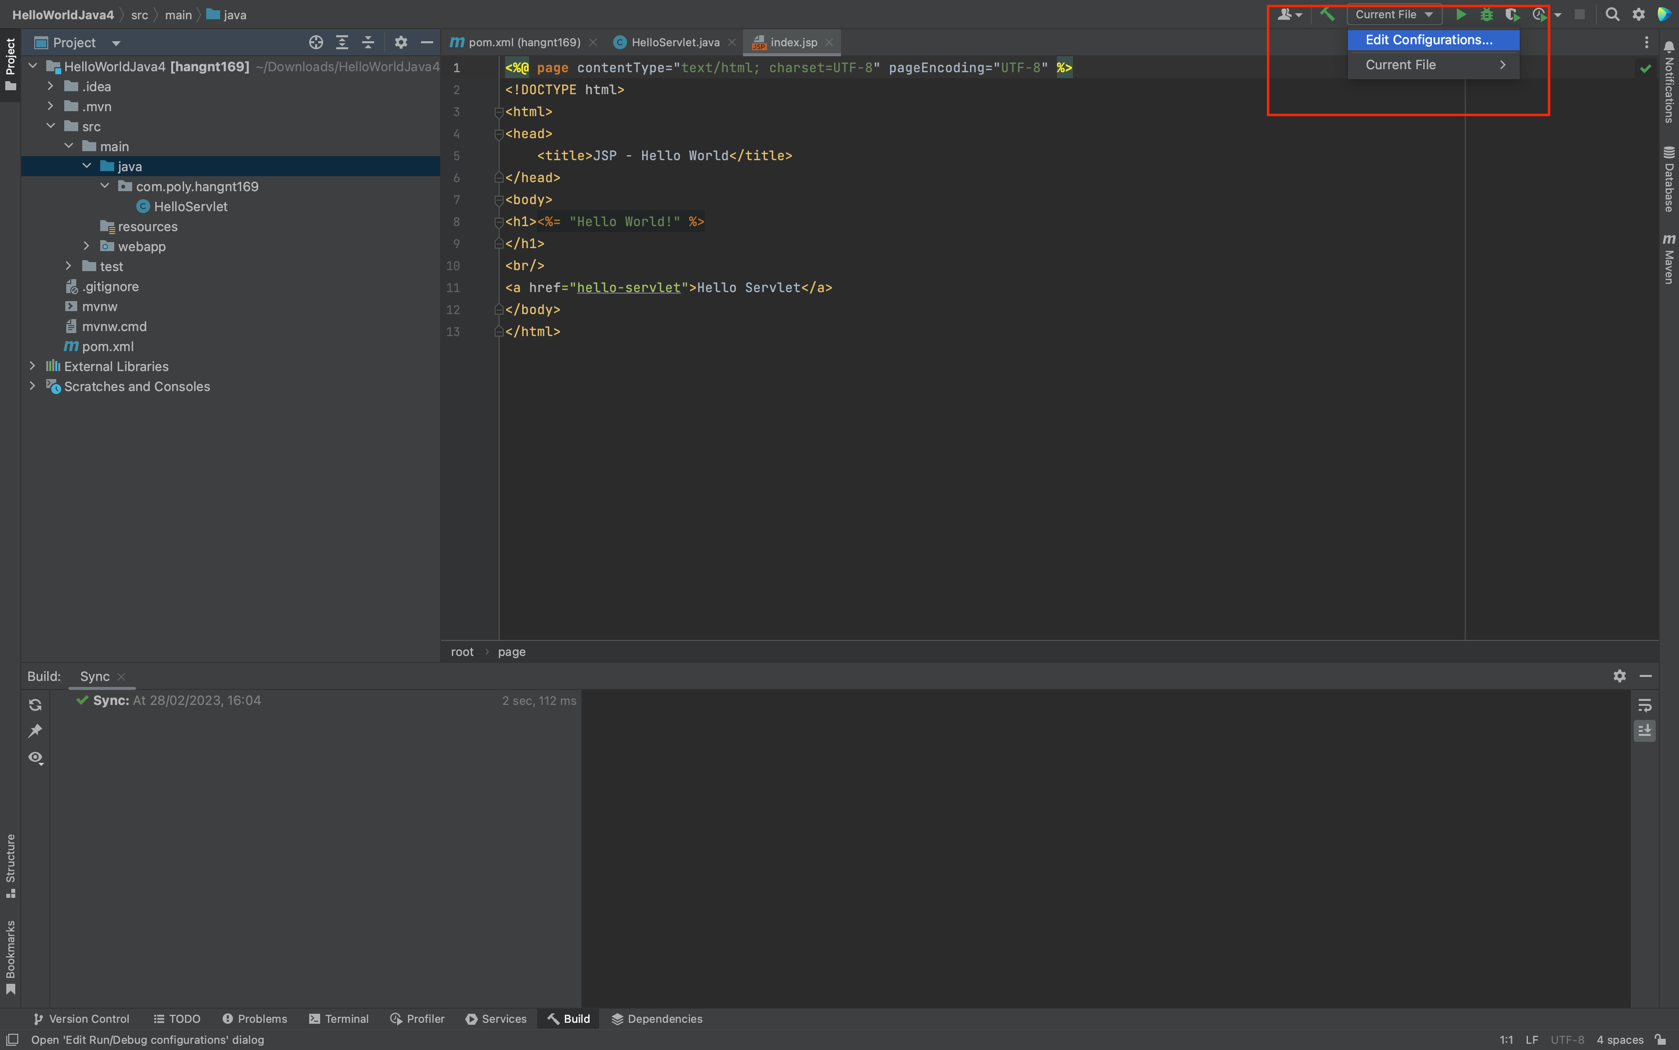 HelloWorldJava4 src main java
Current File
Edit Configurations...
Current File
Project
Project
pom.xml (hangnt169)
HelloServlet.java
index.jsp
Notifications
Database
Maven
HelloWorldJava4 [hangnt169] ~/Downloads/HelloWorldJava4
.idea
.mvn
src
main
java
com.poly.hangnt169
HelloServlet
resources
webapp
test
.gitignore
mvnw
mvnw.cmd
pom.xml
External Libraries
Scratches and Consoles
1 <%@ page contentType="text/html; charset=UTF-8" pageEncoding="UTF-8" %>
2 <!DOCTYPE html>
3 <html>
4 <head>
5 <title>JSP - Hello World</title>
6 </head>
7 <body>
8 <h1><%= "Hello World!" %>
9 </h1>
10 <br/>
11 <a href="hello-servlet">Hello Servlet</a>
12 </body>
13 </html>
root page
Build: Sync
Sync: At 28/02/2023, 16:04 2 sec, 112 ms
Structure
Bookmarks
Version Control TODO Problems Terminal Profiler Services Build Dependencies
Open 'Edit Run/Debug configurations' dialog 1:1 LF UTF-8 4 spaces